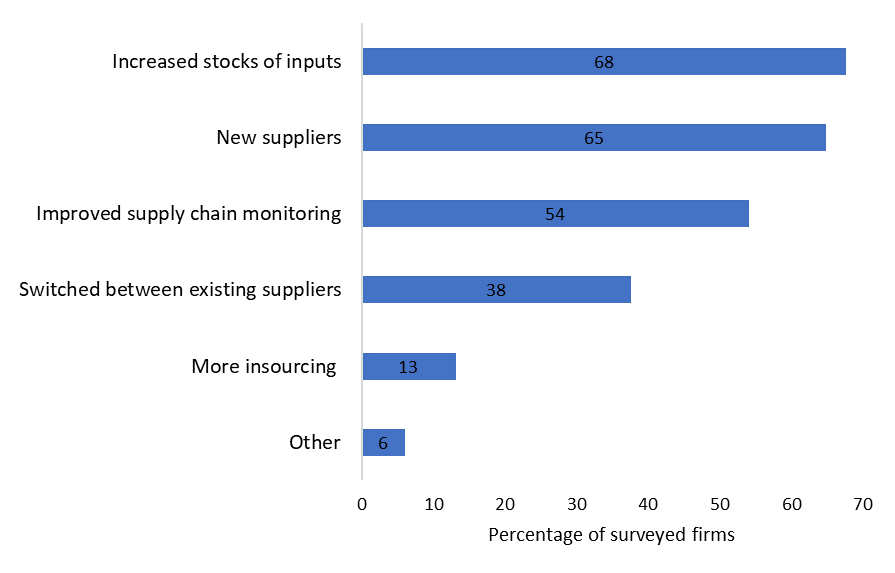 Increased stocks of inputs
68
New suppliers
65
Improved supply chain monitoring
54
Switched between existing suppliers
38
More insourcing
13
Other
6
0 10 20 30 40 50 60 70
Percentage of surveyed firms